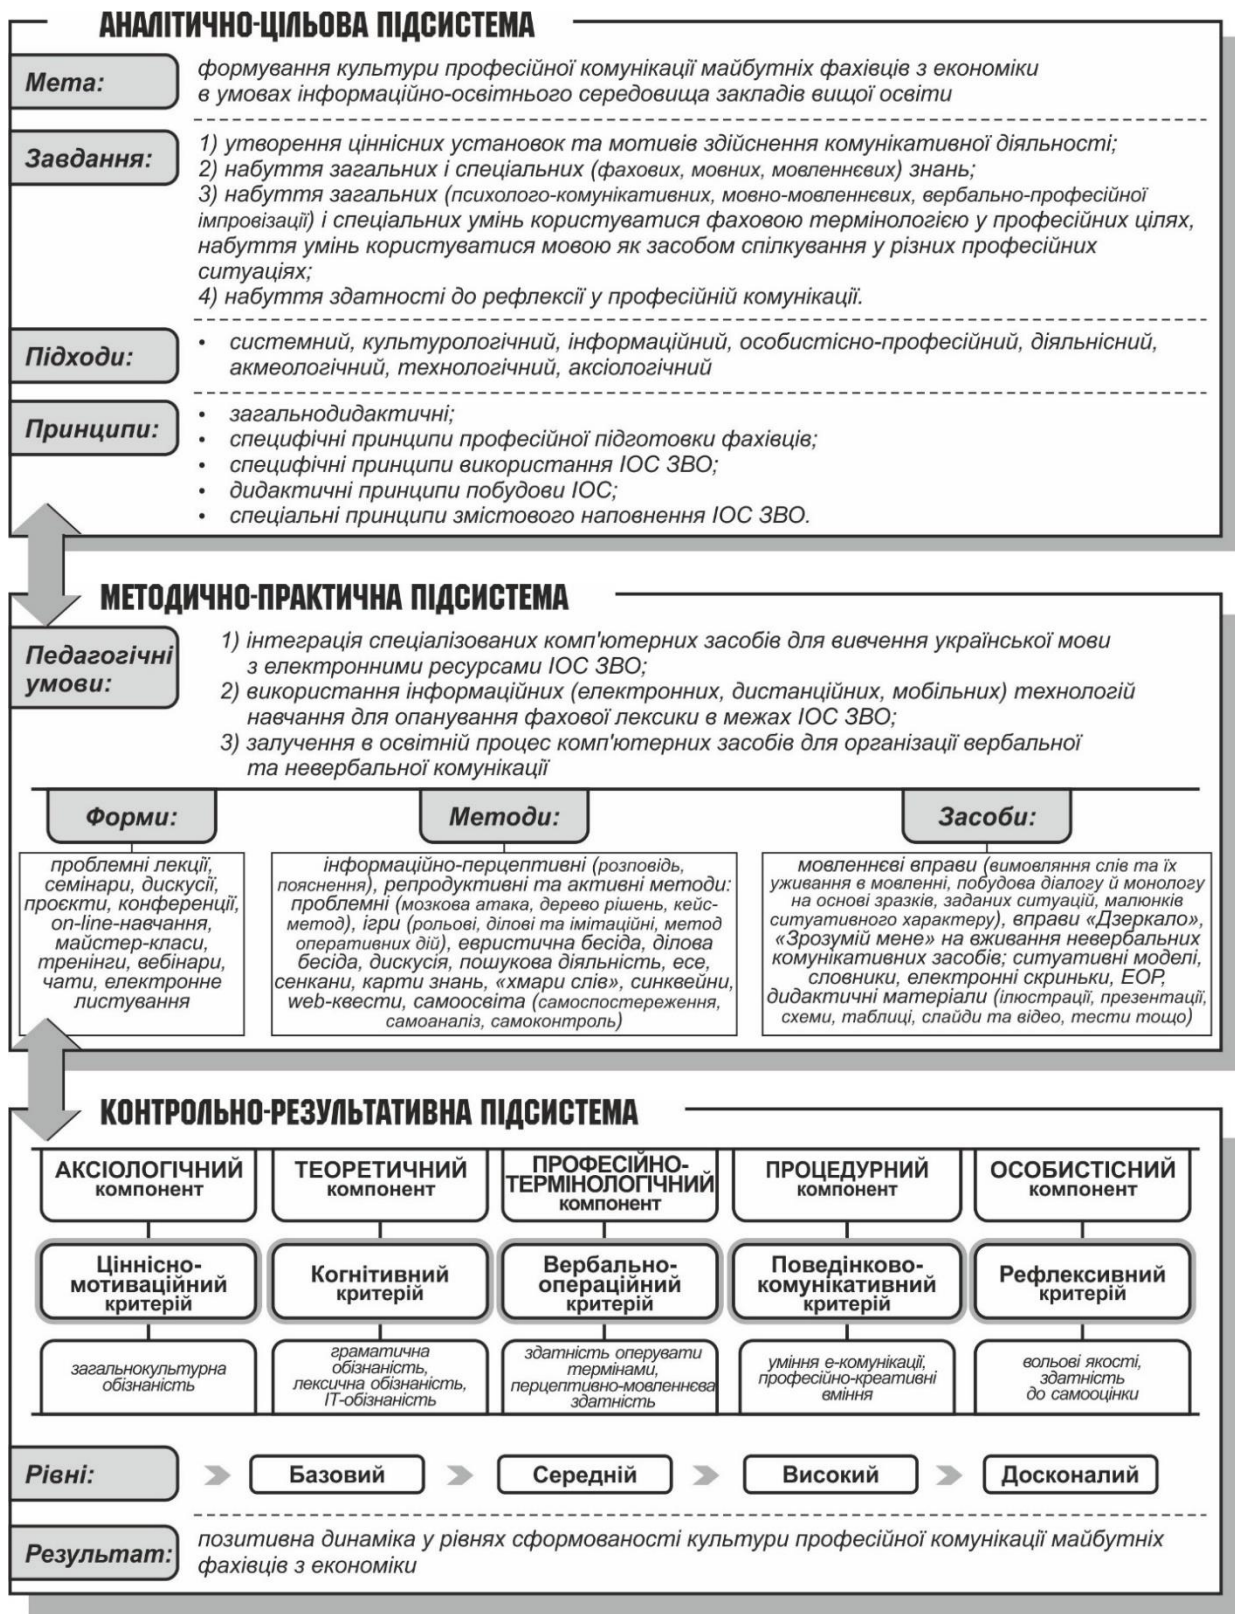 АНАЛІТИЧНО-ЦІЛЬОВА ПІДСИСТЕМА
Мета:
формування культури професійної комунікації майбутніх фахівців з економіки
в умовах інформаційно-освітнього середовища закладів вищої освіти
Завдання:
1) утворення ціннісних установок та мотивів здійснення комунікативної діяльності;
2) набуття загальних і спеціальних (фахових, мовних, мовленнєвих) знань;
3) набуття загальних (психолого-комунікативних, мовно-мовленнєвих, вербально-професійної
імпровізації) і спеціальних умінь користуватися фаховою термінологією у професійних цілях,
набуття умінь користуватися мовою як засобом спілкування у різних професійних
ситуаціях;
4) набуття здатності до рефлексії у професійній комунікації.
Підходи:
• системний, культурологічний, інформаційний, особистісно-професійний, діяльнісний,
акмеологічний, технологічний, аксіологічний
Принципи:
• загальнодидактичні;
• специфічні принципи професійної підготовки фахівців;
• специфічні принципи використання ІОС ЗВО;
• дидактичні принципи побудови ІОС;
• спеціальні принципи змістового наповнення ІОС ЗВО.
МЕТОДИЧНО-ПРАКТИЧНА ПІДСИСТЕМА
Педагогічні
умови:
1) інтеграція спеціалізованих комп'ютерних засобів для вивчення української мови
з електронними ресурсами ІОС ЗВО;
2) використання інформаційних (електронних, дистанційних, мобільних) технологій
навчання для опанування фахової лексики в межах ІОС ЗВО;
3) залучення в освітній процес комп'ютерних засобів для організації вербальної
та невербальної комунікації
Форми:
проблемні лекції,
семінари, дискусії,
проєкти, конференції,
on-line-навчання,
майстер-класи,
тренінги, вебінари,
чати, електронне
листування
Методи:
інформаційно-перцептивні (розповідь,
пояснення), репродуктивні та активні методи:
проблемні (мозкова атака, дерево рішень, кейс-
метод), ігри (рольові, ділові та імітаційні, метод
оперативних дій), евристична бесіда, ділова
бесіда, дискусія, пошукова діяльність, есе,
сенкани, карти знань, «хмари слів», синквейни,
web-квести, самоосвіта (самоспостереження,
самоаналіз, самоконтроль)
Засоби:
мовленнєві вправи (вимовляння слів та їх
уживання в мовленні, побудова діалогу й монологу
на основі зразків, заданих ситуацій, малюнків
ситуативного характеру), вправи «Дзеркало»,
«Зрозумій мене» на вживання невербальних
комунікативних засобів; ситуативні моделі,
словники, електронні скриньки, ЕОР,
дидактичні матеріали (ілюстрації, презентації,
схеми, таблиці, слайди та відео, тести тощо)
КОНТРОЛЬНО-РЕЗУЛЬТАТИВНА ПІДСИСТЕМА
АКСІОЛОГІЧНИЙ
компонент
ТЕОРЕТИЧНИЙ
компонент
ПРОФЕСІЙНО-
ТЕРМІНОЛОГІЧНИЙ
компонент
ПРОЦЕДУРНИЙ
компонент
ОСОБИСТІСНИЙ
компонент
Ціннісно-
мотиваційний
критерій
Когнітивний
критерій
Вербально-
операційний
критерій
Поведінково-
комунікативний
критерій
Рефлексивний
критерій
загальнокультурна
обізнаність
граматична
обізнаність,
лексична обізнаність,
ІТ-обізнаність
здатність оперувати
термінами,
перцептивно-мовленнєва
здатність
уміння е-комунікації,
професійно-креативні
вміння
вольові якості,
здатність
до самооцінки
Рівні:
Базовий
Середній
Високий
Досконалий
Результат:
позитивна динаміка у рівнях сформованості культури професійної комунікації майбутніх
фахівців з економіки